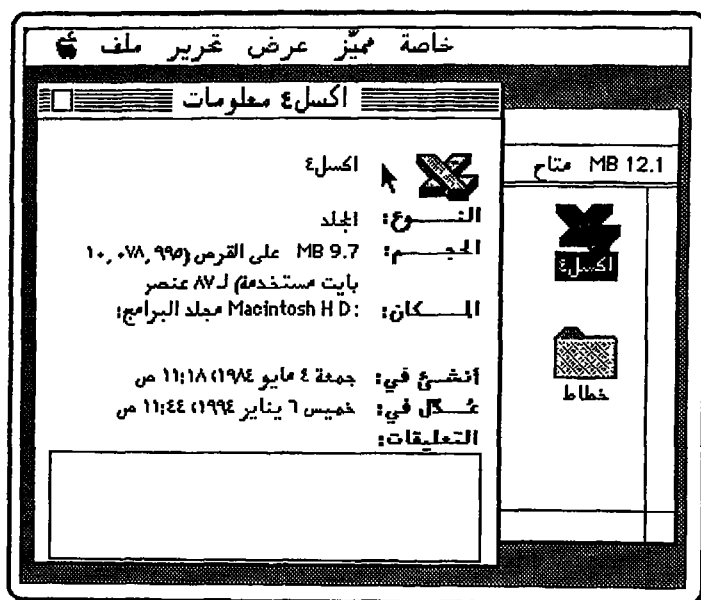 ملف تحرير عرض مميّز خاصة
اكسل٤ معلومات
اكسل٤
النـــوع: المجلد
الحجـــم: MB 9.7 على القرص (١٠,٠٧٨,٩٩٥
بايت مستخدمة) لـ ٨٧ عنصر
المـــكان: Macintosh H D: مجلد البرامج:
أنشئ في: جمعة ٤ مايو ١٩٨٤، ١١:١٨ ص
عُـــدّل في: خميس ٦ يناير ١٩٩٤، ١١:٤٤ ص
التعليقات:
MB 12.1 متاح
اكسل٤
خطاط